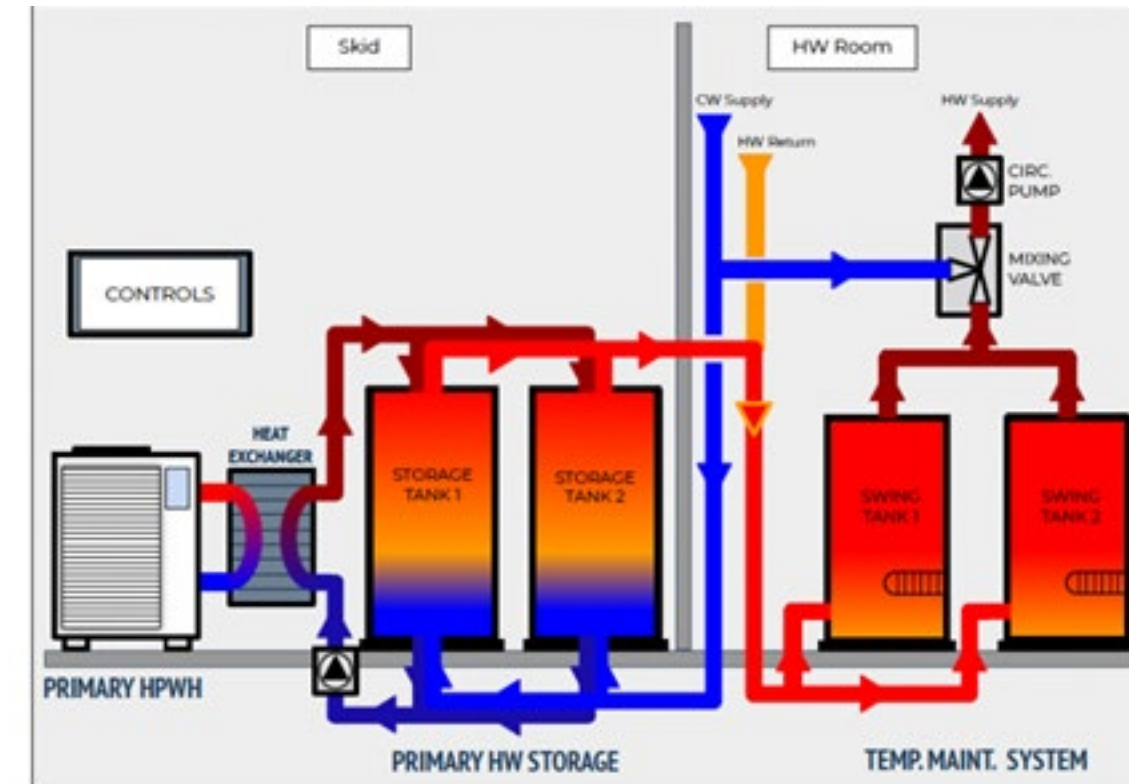 Skid
HW Room
CW Supply
HW Supply
HW Return
CIRC.
PUMP
MIXING
VALVE
CONTROLS
HEAT
EXCHANGER
STORAGE
TANK 1
STORAGE
TANK 2
SWING
TANK 1
SWING
TANK 2
PRIMARY HPWH
PRIMARY HW STORAGE
TEMP. MAINT. SYSTEM